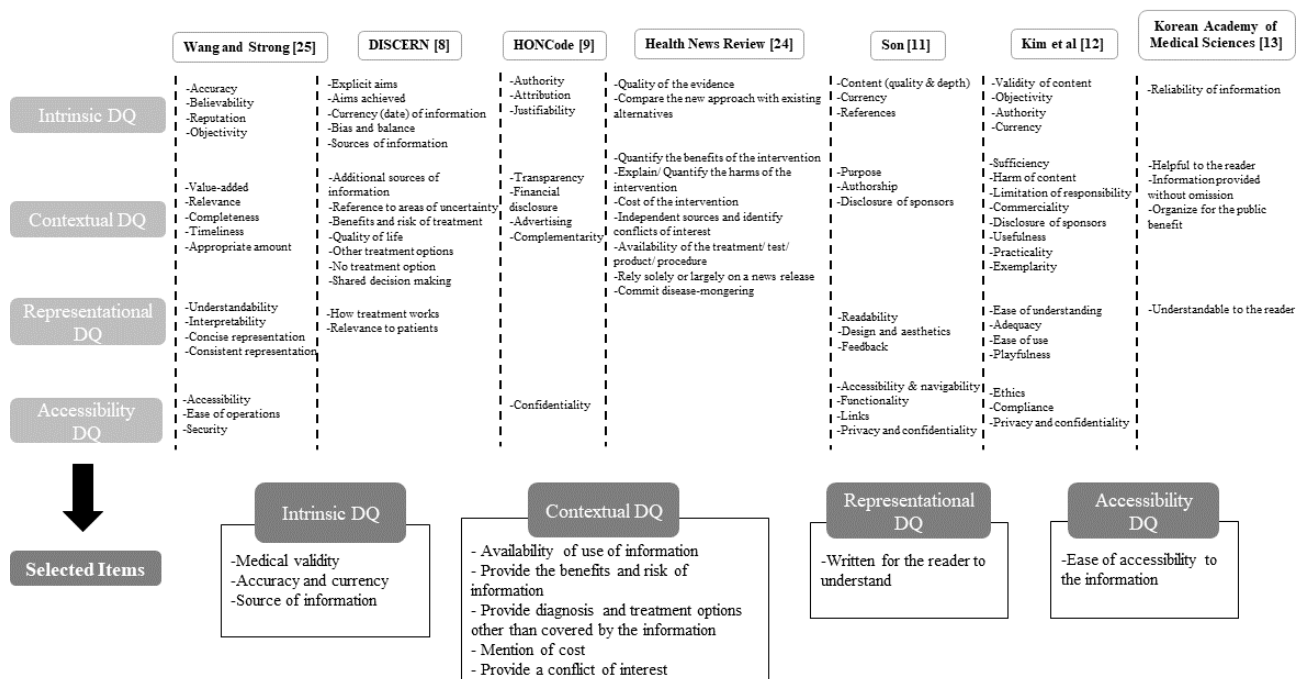 Wang and Strong [25]
DISCERN [8]
HONCode [9]
Health News Review [24]
Son [11]
Kim et al [12]
Korean Academy of
Medical Sciences [13]
Intrinsic DQ
-Accuracy
-Believability
-Reputation
-Objectivity
-Explicit aims
-Aims achieved
-Currency (date) of information
-Bias and balance
-Sources of information
-Authority
-Attribution
-Justifiability
-Quality of the evidence
-Compare the new approach with existing
alternatives
-Content (quality & depth)
-Currency
-References
-Validity of content
-Objectivity
-Authority
-Currency
-Reliability of information
Contextual DQ
-Value-added
-Relevance
-Completeness
-Timeliness
-Appropriate amount
-Additional sources of
information
-Reference to areas of uncertainty
-Benefits and risk of treatment
-Quality of life
-Other treatment options
-No treatment option
-Shared decision making
-Transparency
-Financial
disclosure
-Advertising
-Complementarity
-Quantify the benefits of the intervention
-Explain/ Quantify the harms of the
intervention
-Cost of the intervention
-Independent sources and identify
conflicts of interest
-Availability of the treatment/ test/
product/ procedure
-Rely solely or largely on a news release
-Commit disease-mongering
-Purpose
-Authorship
-Disclosure of sponsors
-Sufficiency
-Harm of content
-Limitation of responsibility
-Commerciality
-Disclosure of sponsors
-Usefulness
-Practicality
-Exemplarity
-Helpful to the reader
-Information provided
without omission
-Organize for the public
benefit
Representational
DQ
-Understandability
-Interpretability
-Concise representation
-Consistent representation
-How treatment works
-Relevance to patients
-Readability
-Design and aesthetics
-Feedback
-Ease of understanding
-Adequacy
-Ease of use
-Playfulness
-Understandable to the reader
Accessibility
DQ
-Accessibility
-Ease of operations
-Security
-Confidentiality
-Accessibility & navigability
-Functionality
-Links
-Privacy and confidentiality
-Ethics
-Compliance
-Privacy and confidentiality
Selected Items
Intrinsic DQ
-Medical validity
-Accuracy and currency
-Source of information
Contextual DQ
- Availability of use of information
- Provide the benefits and risk of
information
- Provide diagnosis and treatment options
other than covered by the information
- Mention of cost
- Provide a conflict of interest
Representational
DQ
-Written for the reader to
understand
Accessibility
DQ
-Ease of accessibility to
the information